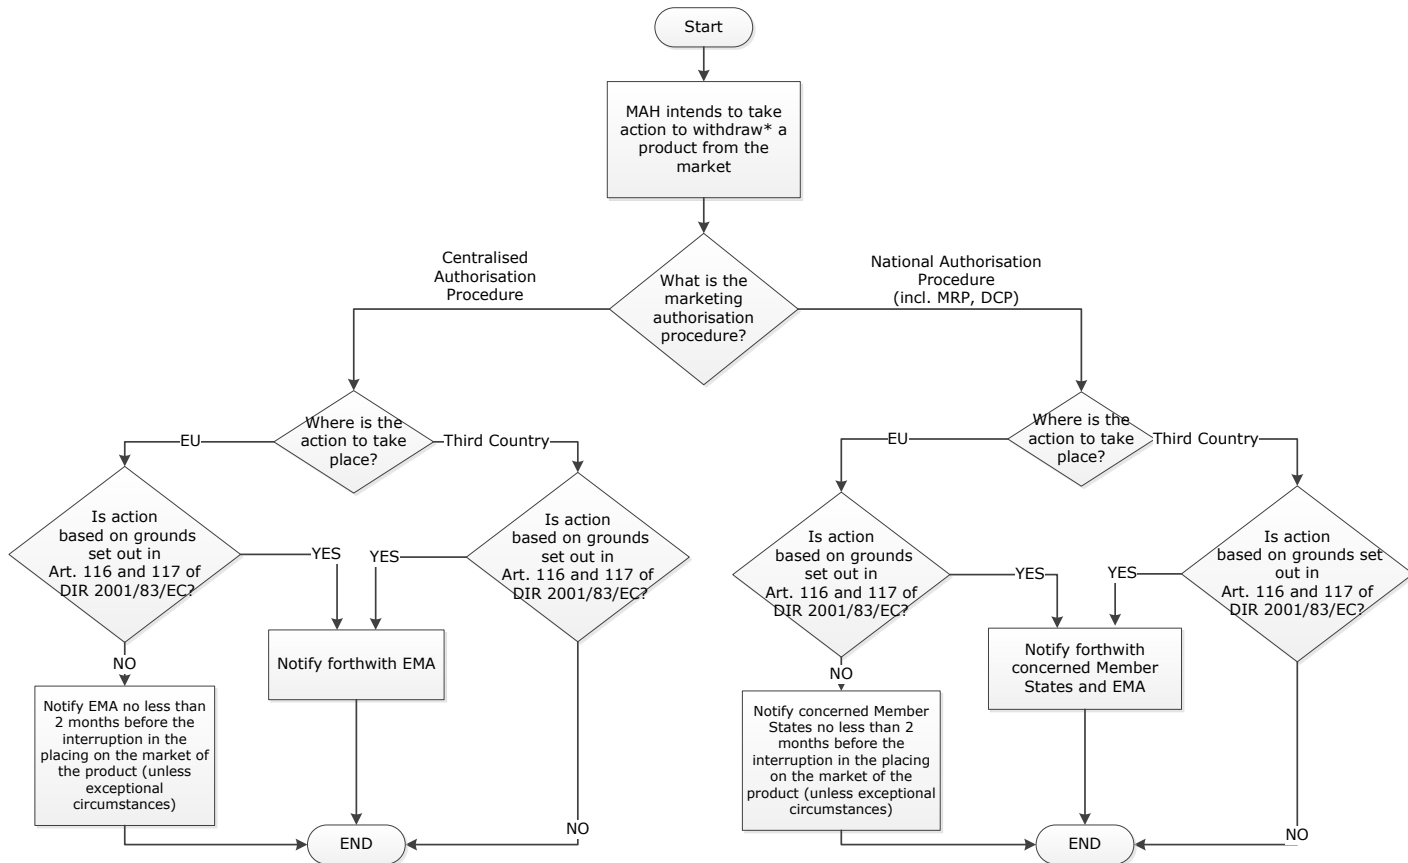 Start
MAH intends to take
action to withdraw* a
product from the
market
Centralised
Authorisation
Procedure
What is the
marketing
authorisation
procedure?
National Authorisation
Procedure
(incl. MRP, DCP)
Where is the
action to take
place?
EU
Third Country
Is action
based on grounds
set out in
Art. 116 and 117 of
DIR 2001/83/EC?
YES
YES
Is action
based on grounds
set out in
Art. 116 and 117 of
DIR 2001/83/EC?
Notify forthwith EMA
NO
Notify EMA no less than
2 months before the
interruption in the
placing on the market of
the product (unless
exceptional
circumstances)
NO
END
Where is the
action to take
place?
EU
Third Country
Is action
based on grounds
set out in
Art. 116 and 117 of
DIR 2001/83/EC?
YES
YES
Is action
based on grounds set
out in
Art. 116 and 117 of
DIR 2001/83/EC?
Notify forthwith
concerned Member
States and EMA
NO
Notify concerned Member
States no less than 2
months before the
interruption in the placing
on the market of the
product (unless exceptional
circumstances)
NO
END